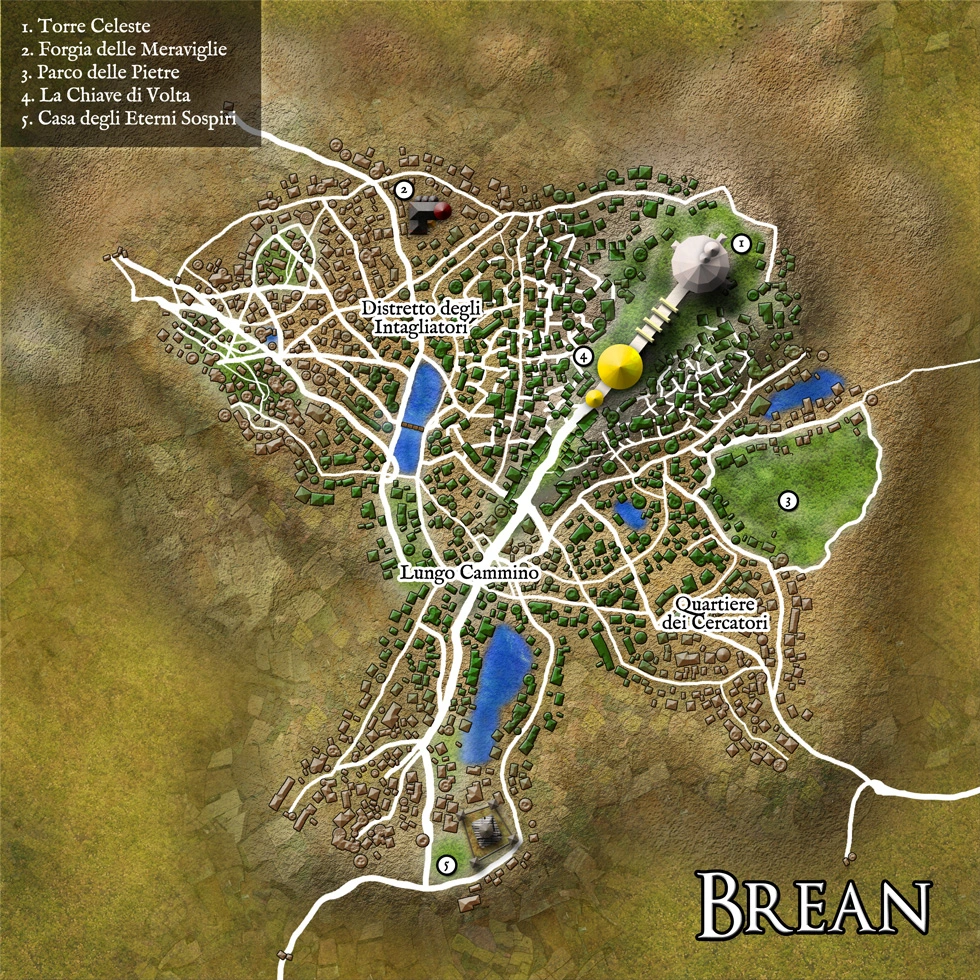 1. Torre Celeste
2. Forgia delle Meraviglie
3. Parco delle Pietre
4. La Chiave di Volta
5. Casa degli Eterni Sospiri
2
1
Distretto degli
Intagliatori
4
3
Lungo Cammino
Quartiere
dei Cercatori
5
BREAN